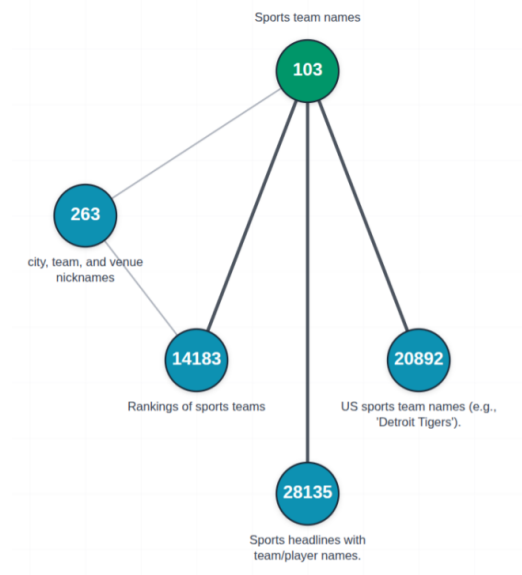 Sports team names
103
263
city, team, and venue
nicknames
14183
Rankings of sports teams
20892
US sports team names (e.g.,
'Detroit Tigers').
28135
Sports headlines with
team/player names.